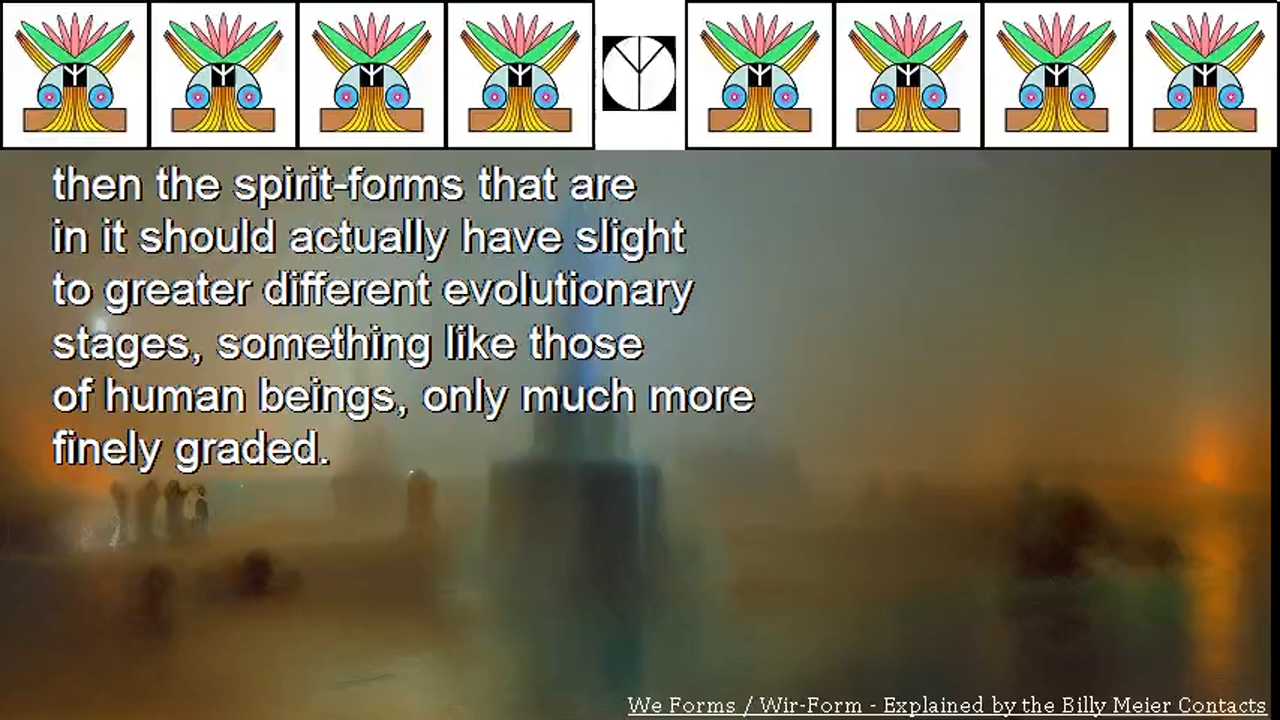 then the spirit-forms that are
in it should actually have slight
to greater different evolutionary
stages, something like those
of human beings, only much more
finely graded.
We Forms / Wir-Form - Explained by the Billy Meier Contacts